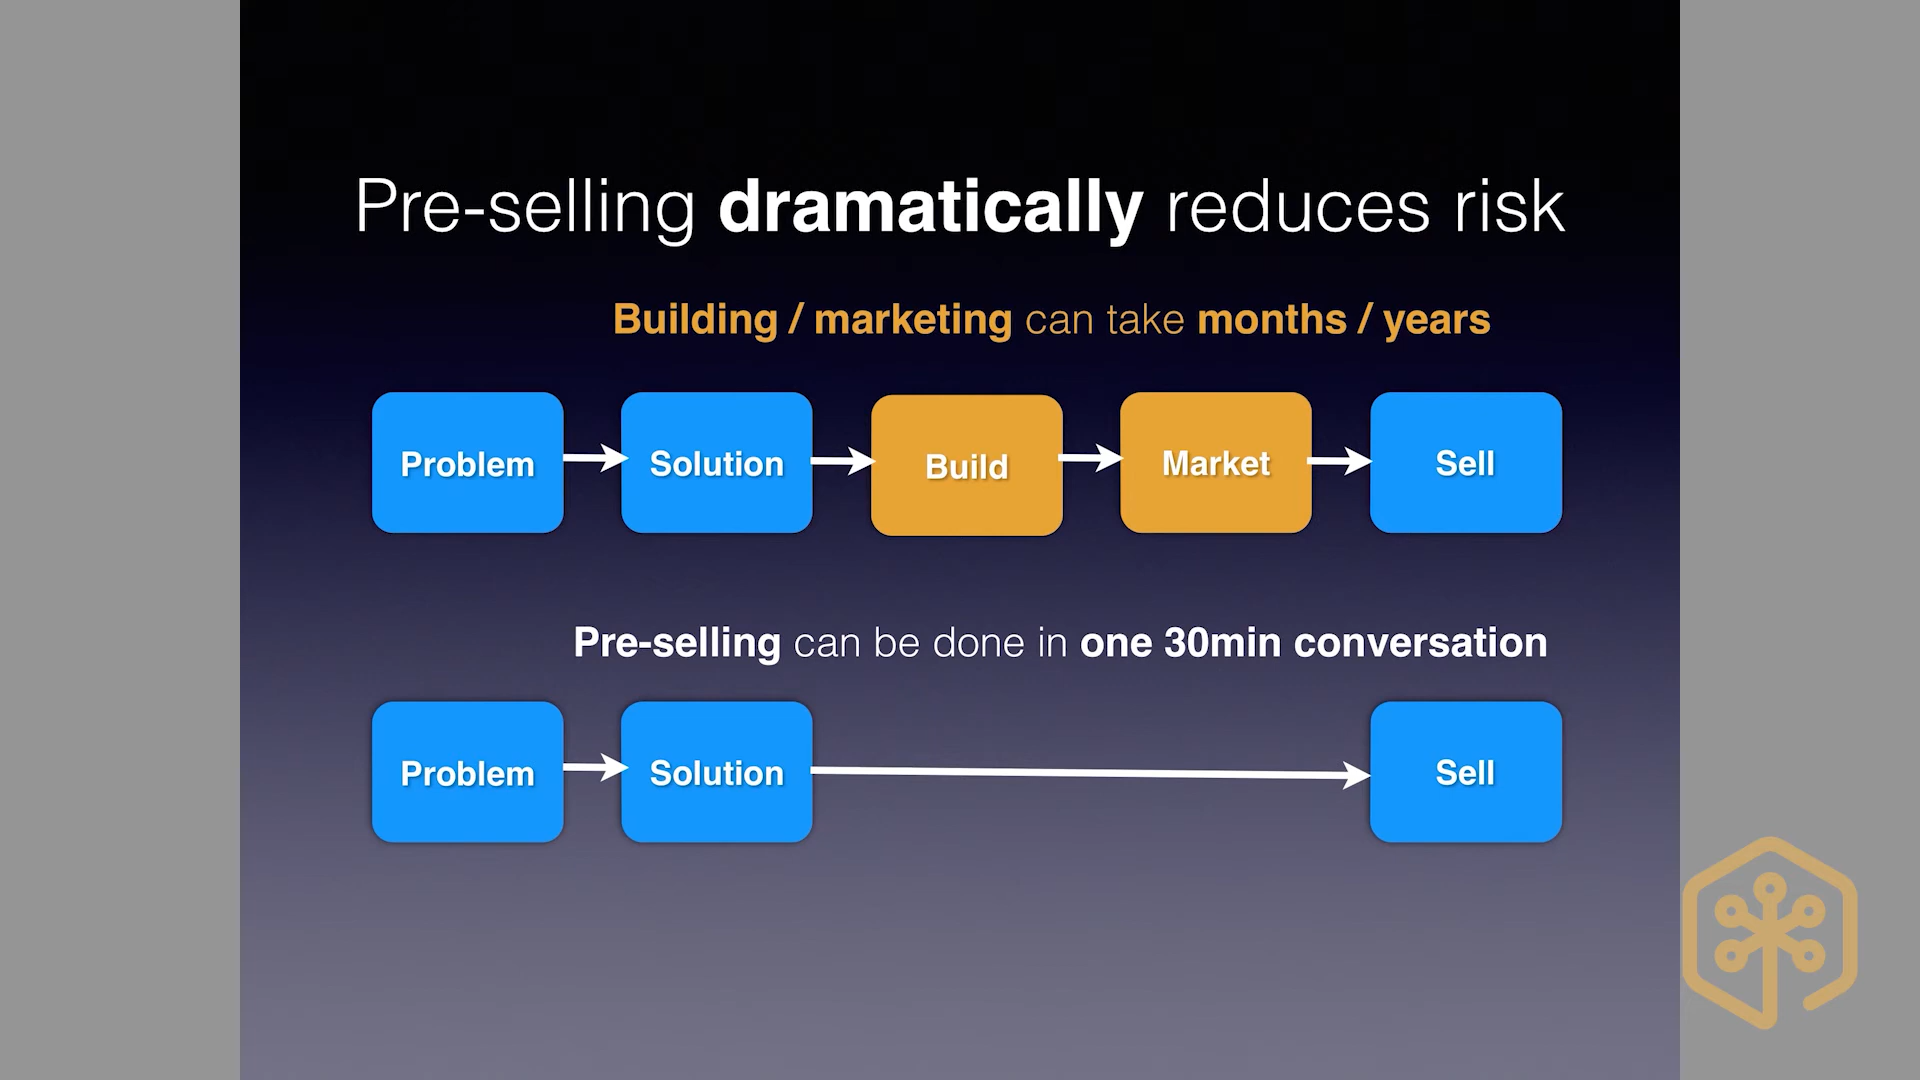 Pre-selling dramatically reduces risk
Building / marketing can take months / years
Problem
Solution
Build
Market
Sell
Pre-selling can be done in one 30min conversation
Problem
Solution
Sell